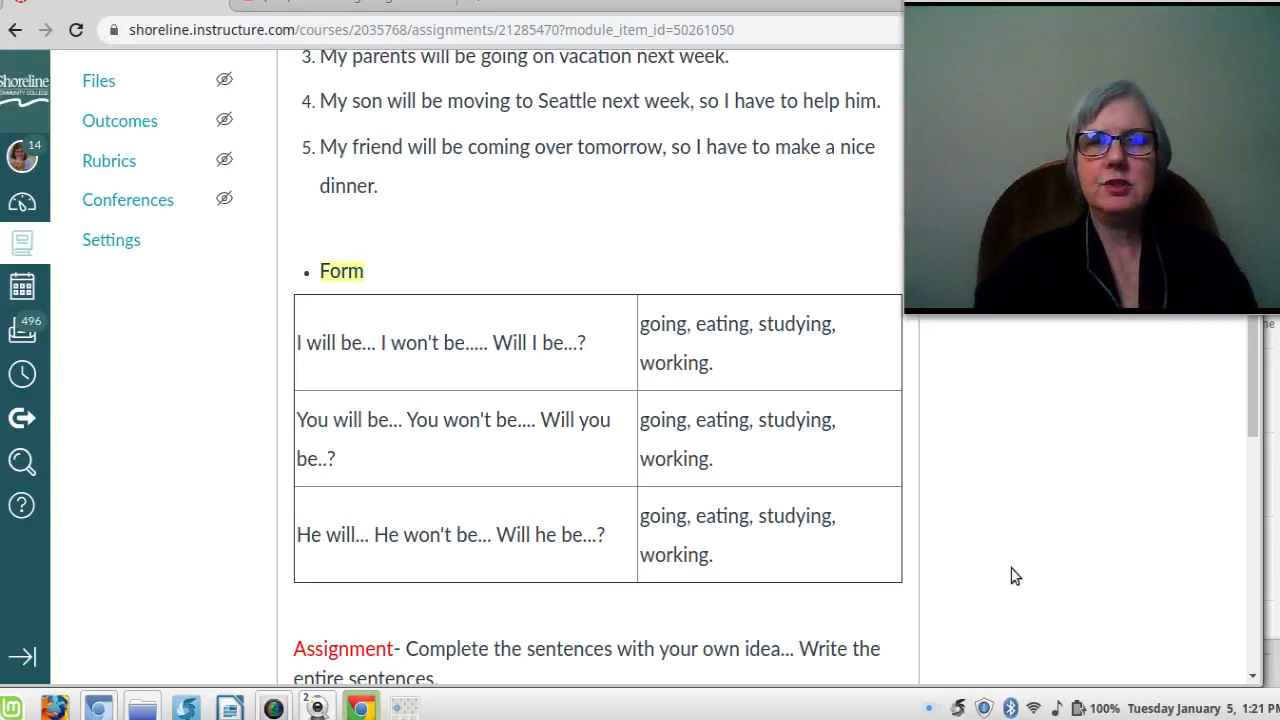 shoreline.instructure.com/courses/2035768/assignments/21285470?module_item_id=50261050
Shoreline
COMMUNITY COLLEGE
14
496
Files
Outcomes
Rubrics
Conferences
Settings
3. My parents will be going on vacation next week.
4. My son will be moving to Seattle next week, so I have to help him.
5. My friend will be coming over tomorrow, so I have to make a nice
dinner.
• Form
I will be... I won't be..... Will I be...?
going, eating, studying,
working.
You will be... You won't be.... Will you
be..?
going, eating, studying,
working.
He will... He won't be... Will he be...?
going, eating, studying,
working.
Assignment- Complete the sentences with your own idea... Write the
entire sentences.
2
100% Tuesday January 5, 1:21 PM